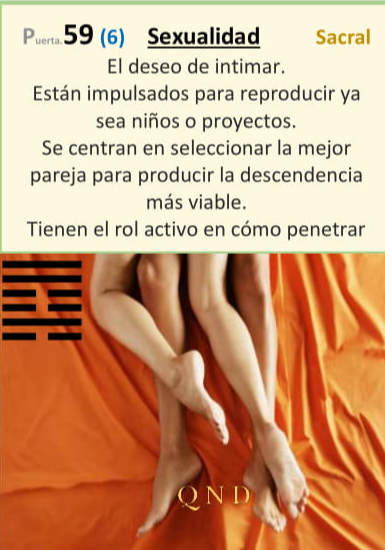 Puerta.59 (6) Sexualidad Sacral
El deseo de intimar.
Están impulsados para reproducir ya
sea niños o proyectos.
Se centran en seleccionar la mejor
pareja para producir la descendencia
más viable.
Tienen el rol activo en cómo penetrar
QND